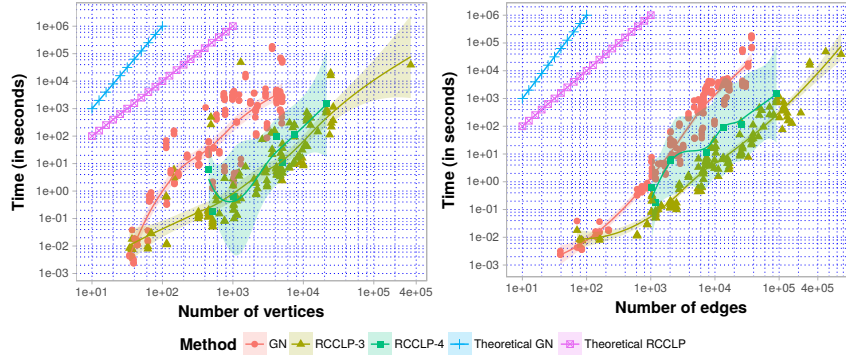 Time (in seconds)
1e+06
1e+05
1e+04
1e+03
1e+02
1e+01
1e+00
1e-01
1e-02
1e-03
1e+01
1e+02
1e+03
1e+04
1e+05
4e+05
Number of vertices
Time (in seconds)
1e+06
1e+05
1e+04
1e+03
1e+02
1e+01
1e+00
1e-01
1e-02
1e-03
1e+01
1e+02
1e+03
1e+04
1e+05
4e+05
Number of edges
Method GN RCCLP-3 RCCLP-4 Theoretical GN Theoretical RCCLP